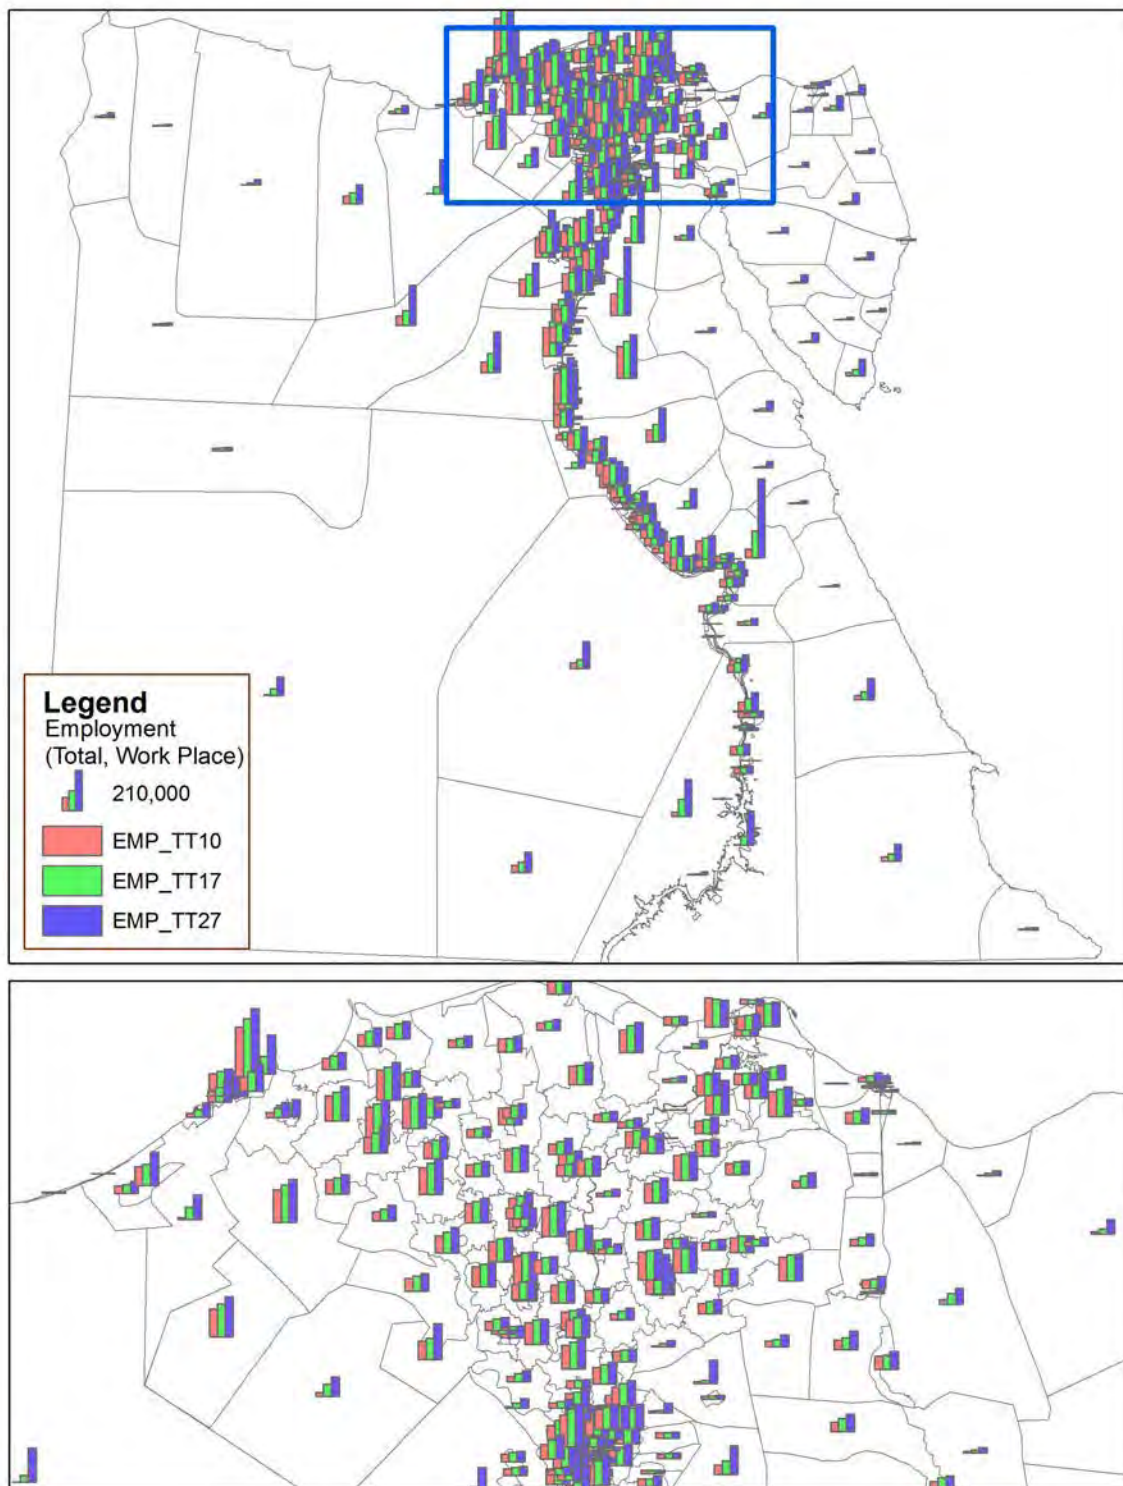 Legend
Employment
(Total, Work Place)
210,000
EMP_TT10
EMP_TT17
EMP_TT27